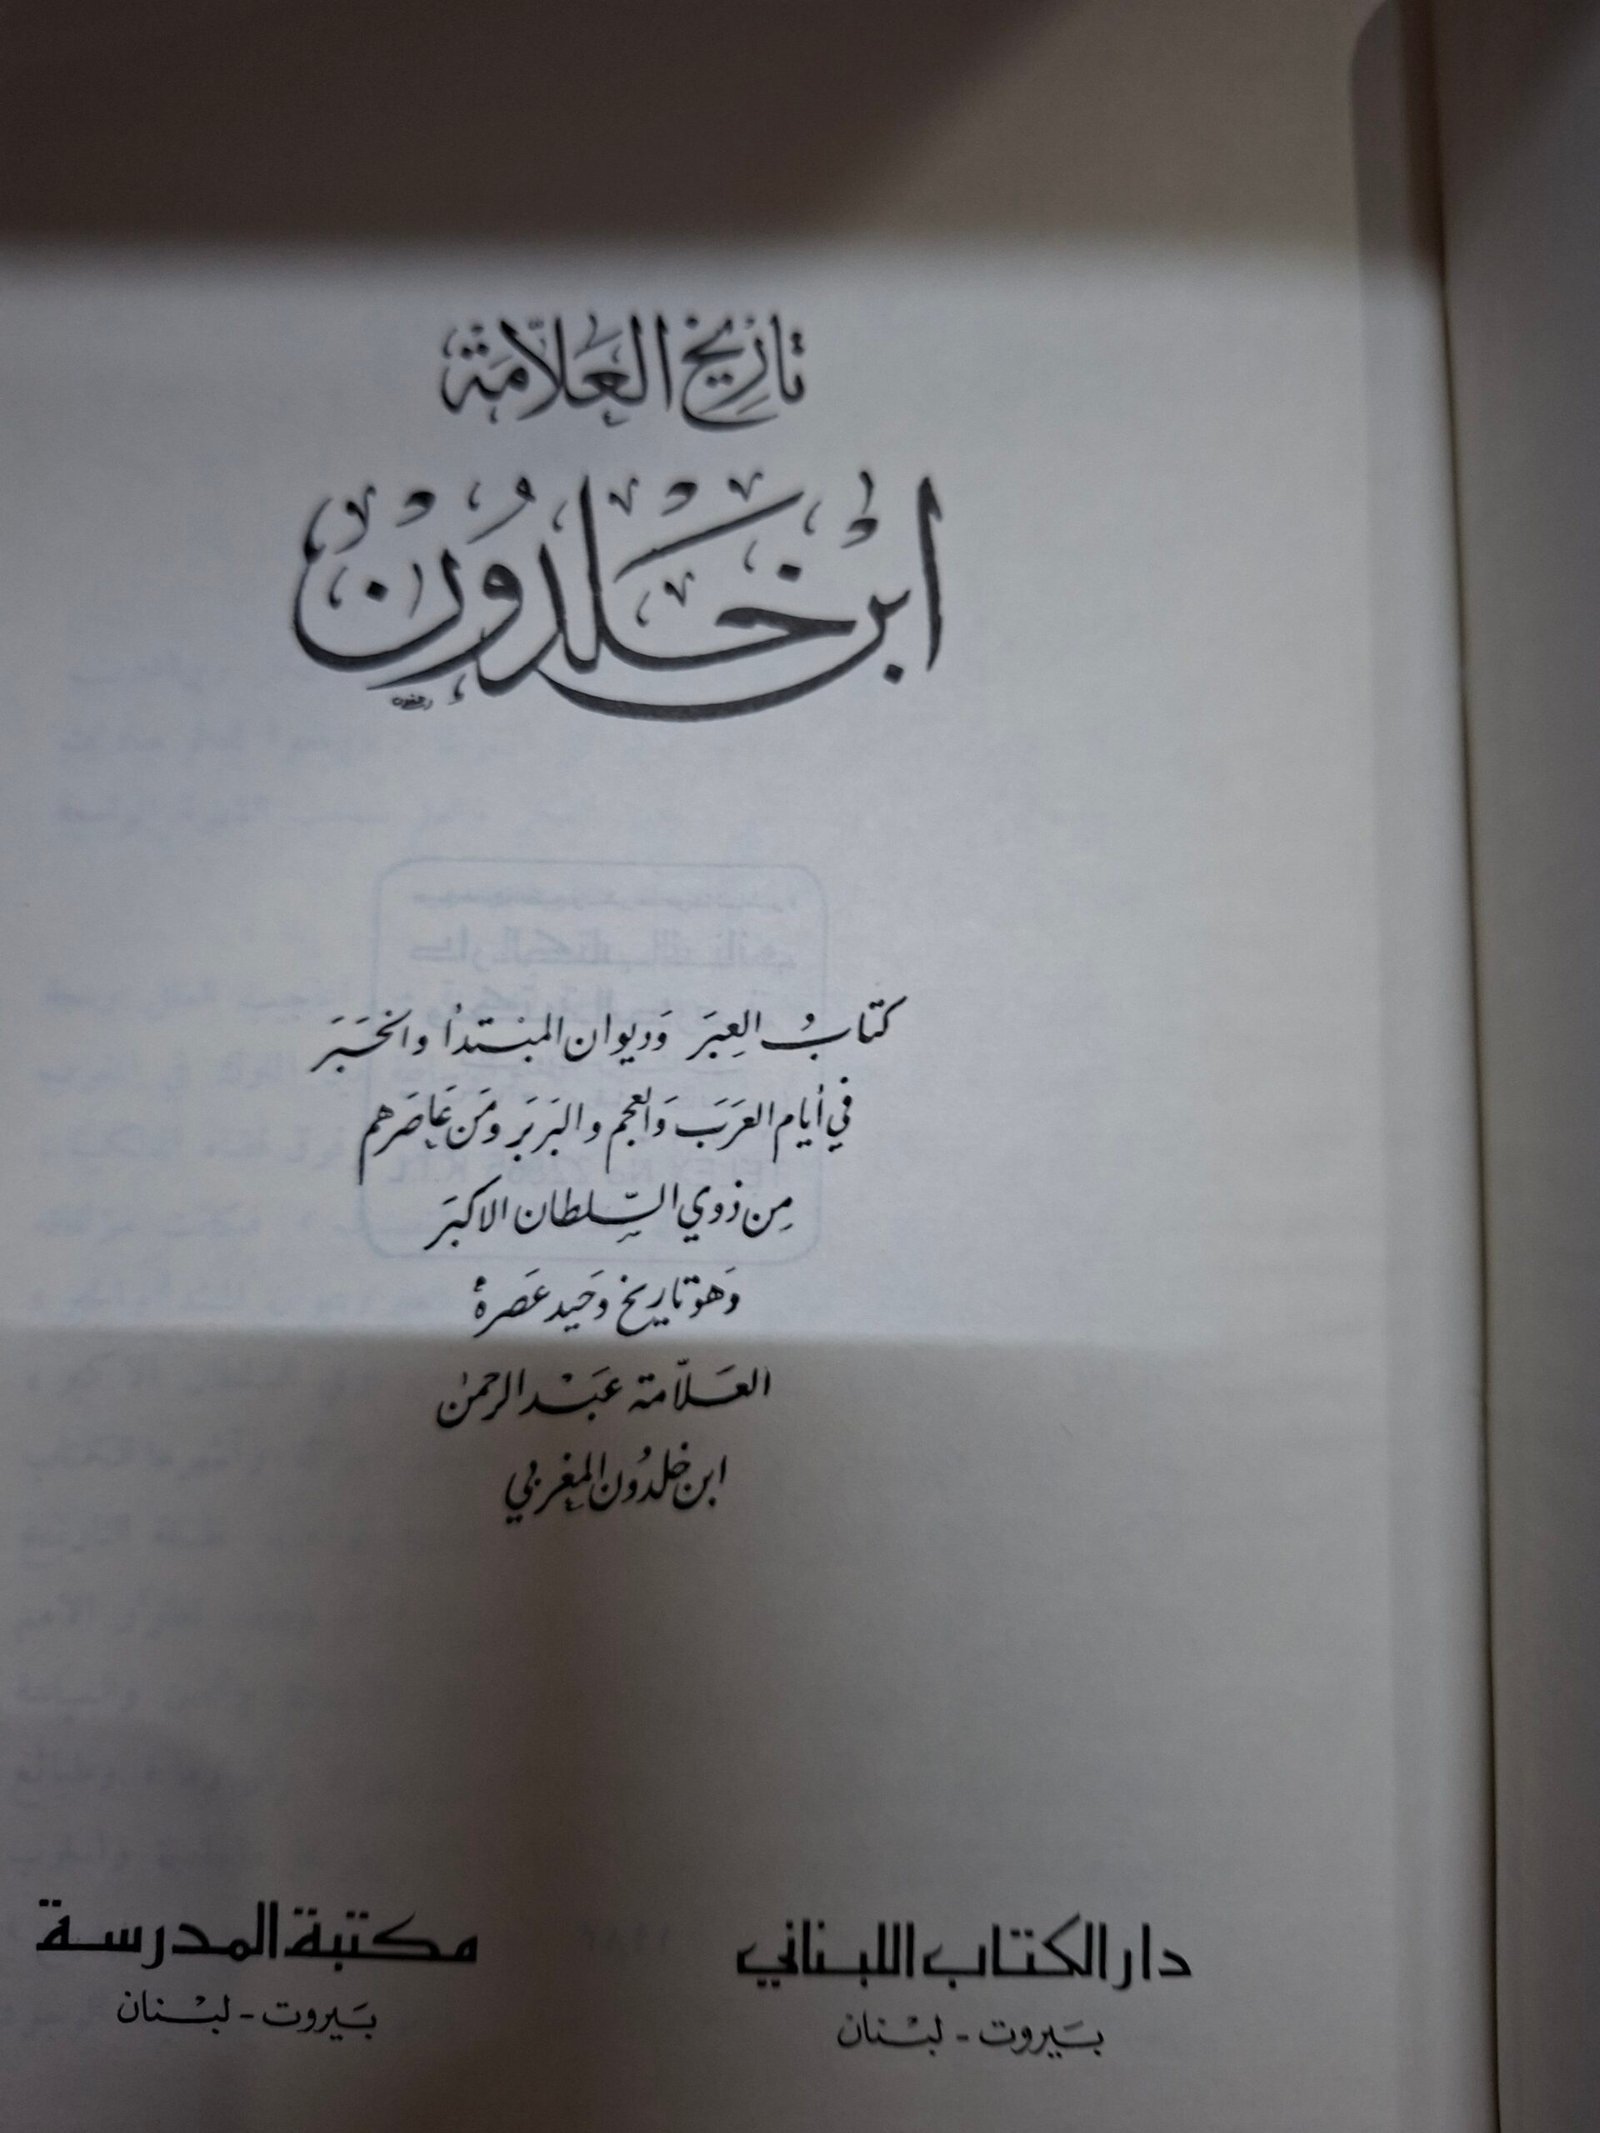 تاريخ العلامة
ابن خلدون
كتاب العبر وديوان المبتدأ والخبر
في أيام العرب والعجم والبربر ومن عاصرهم
من ذوي السلطان الاكبر
وهو تاريخ وحيد عصره
العلامة عبد الرحمن
ابن خلدون المغربي
دار الكتاب اللبناني
بيروت - لبنان
مكتبة المدرسة
بيروت - لبنان